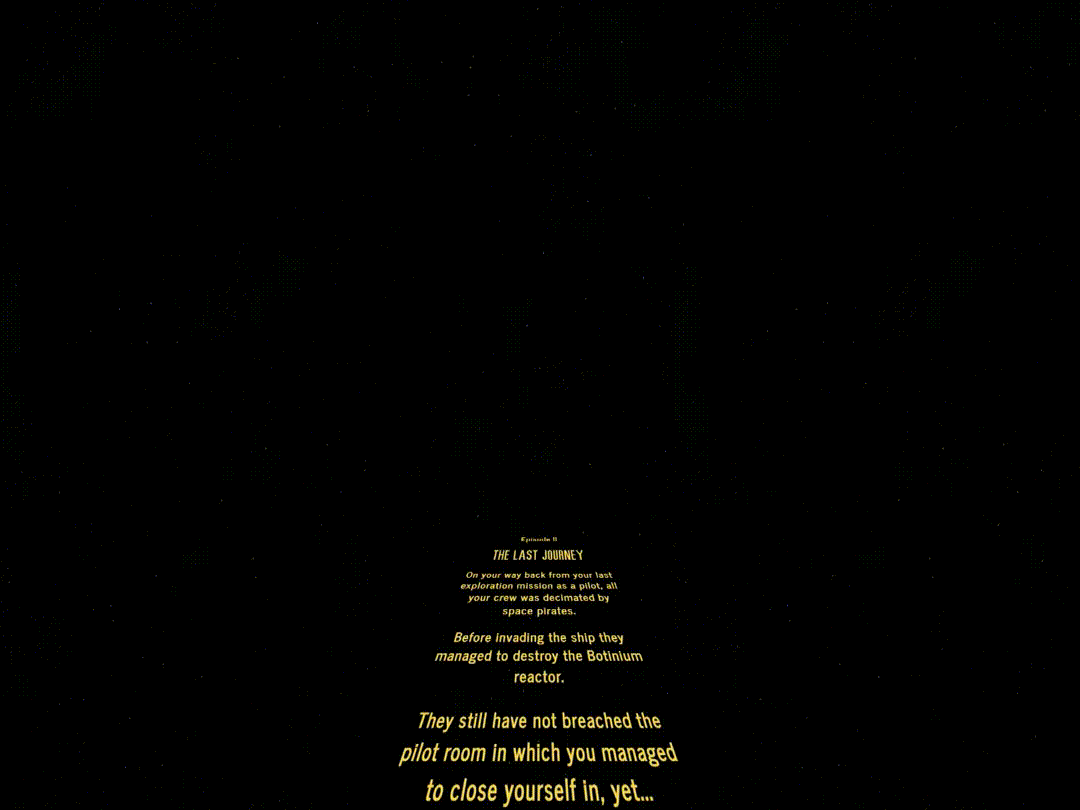 THE LAST JOURNEY
On your way back from your last
exploration mission as a pilot, all
your crew was decimated by
space pirates.
Before invading the ship they
managed to destroy the Botinium
reactor.
They still have not breached the
pilot room in which you managed
to close yourself in, yet...